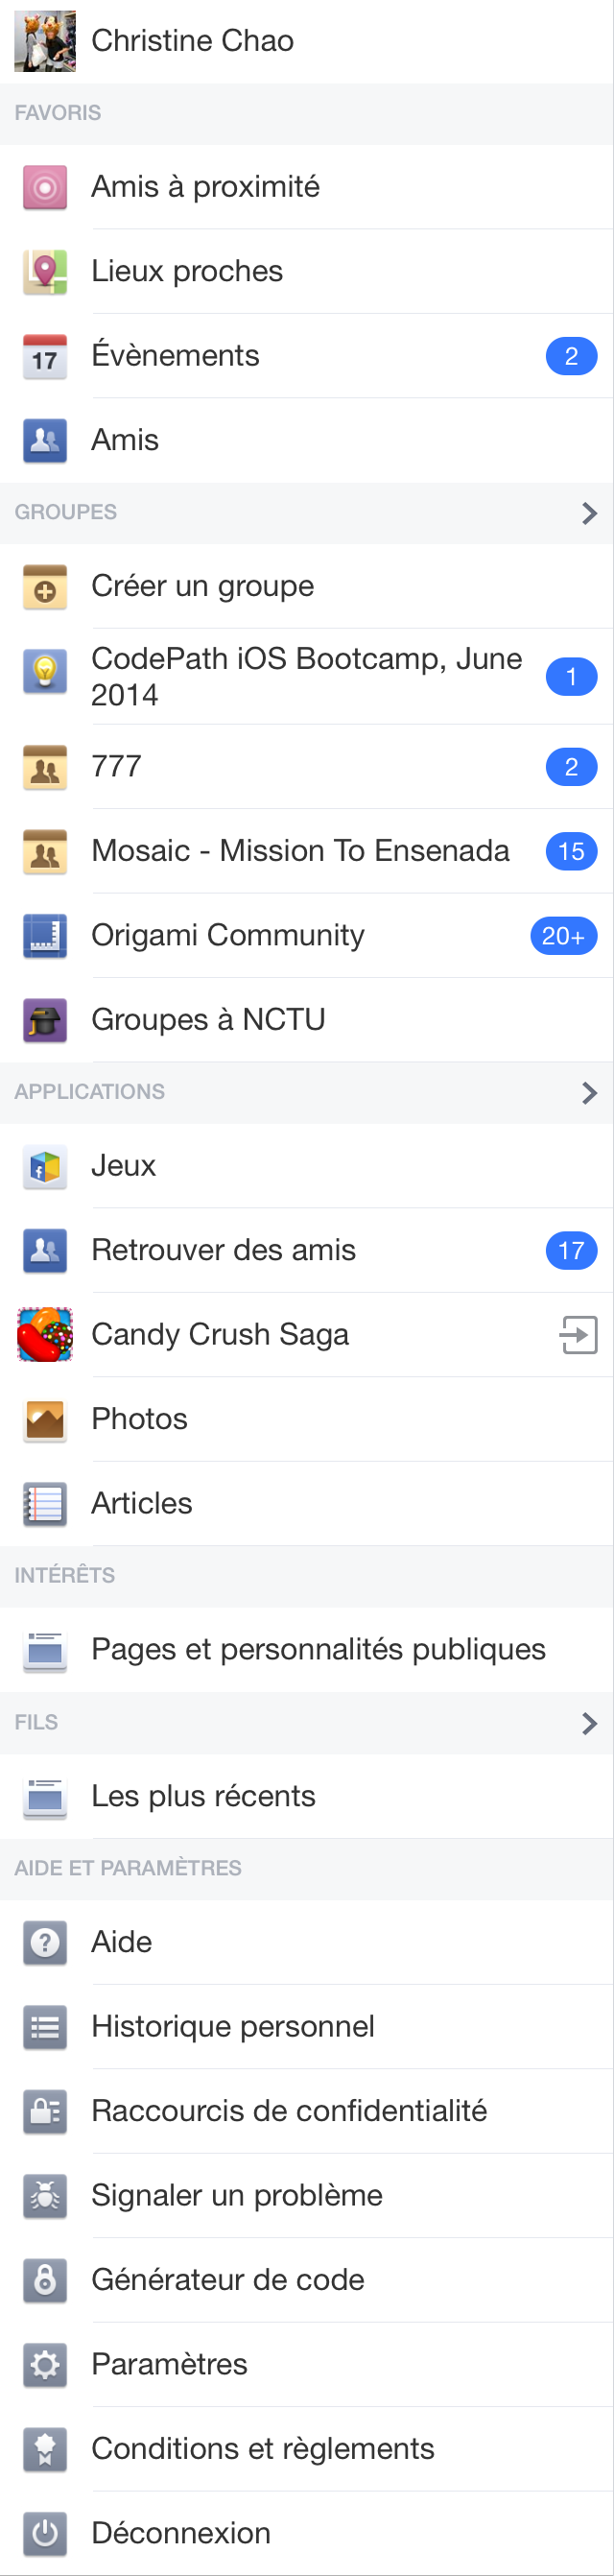 Christine Chao
FAVORIS
Amis à proximité
Lieux proches
17
Évènements
2
Amis
GROUPES
Créer un groupe
CodePath iOS Bootcamp, June
2014
1
777
2
Mosaic - Mission To Ensenada
15
Origami Community
20+
Groupes à NCTU
APPLICATIONS
Jeux
Retrouver des amis
17
Candy Crush Saga
Photos
Articles
INTÉRÊTS
Pages et personnalités publiques
FILS
Les plus récents
AIDE ET PARAMÈTRES
Aide
Historique personnel
Raccourcis de confidentialité
Signaler un problème
Générateur de code
Paramètres
Conditions et règlements
Déconnexion